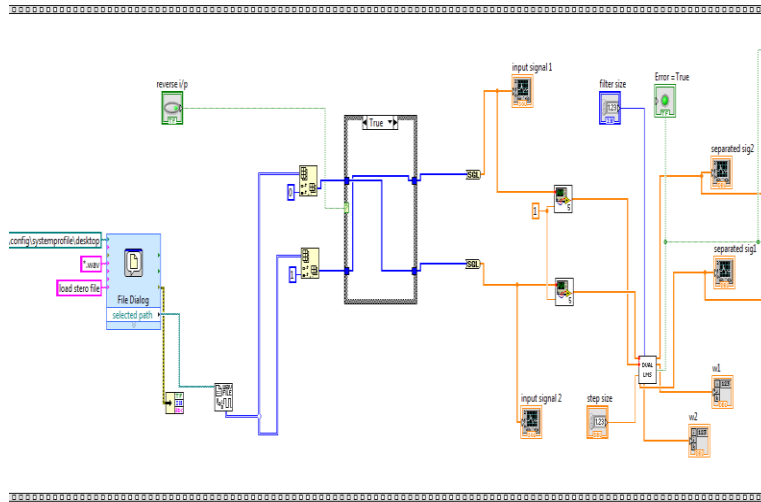 input signal 1
reverse i/p
filter size
Error =True
True
separated sig2
SGL
1
.config\systemprofile\desktop
*.wav
load stero file
File Dialog
selected path
SGL
separated sig1
DUAL
LMS
w1
input signal 2
step size
w2